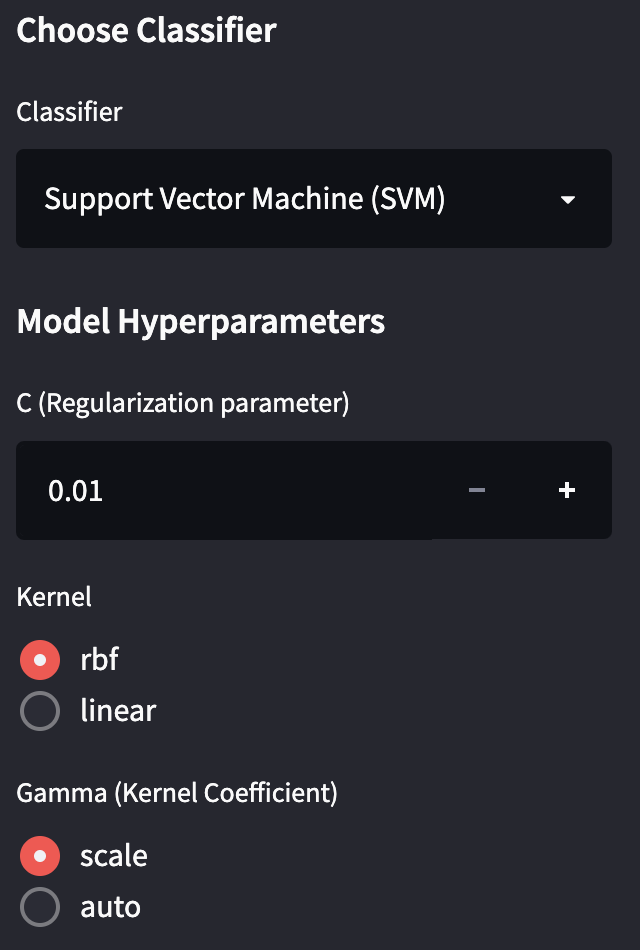 Choose Classifier
Classifier
Support Vector Machine (SVM)
Model Hyperparameters
C (Regularization parameter)
0.01
Kernel
rbf
linear
Gamma (Kernel Coefficient)
scale
auto